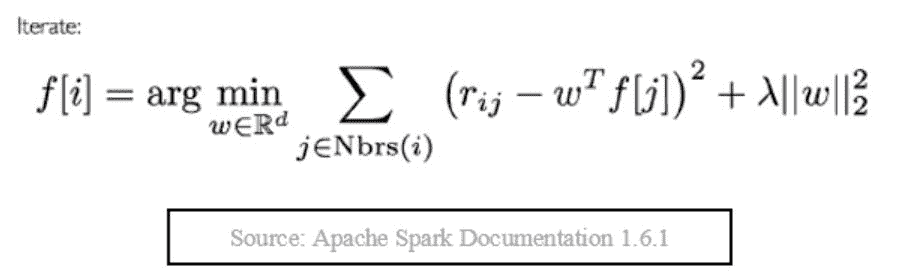 Iterate:
f[i] = arg min_{w∈ℝ^d} ∑_{j∈Nbrs(i)} (r_{ij} − w^T f[j])^2 + λ||w||_2^2
Source: Apache Spark Documentation 1.6.1